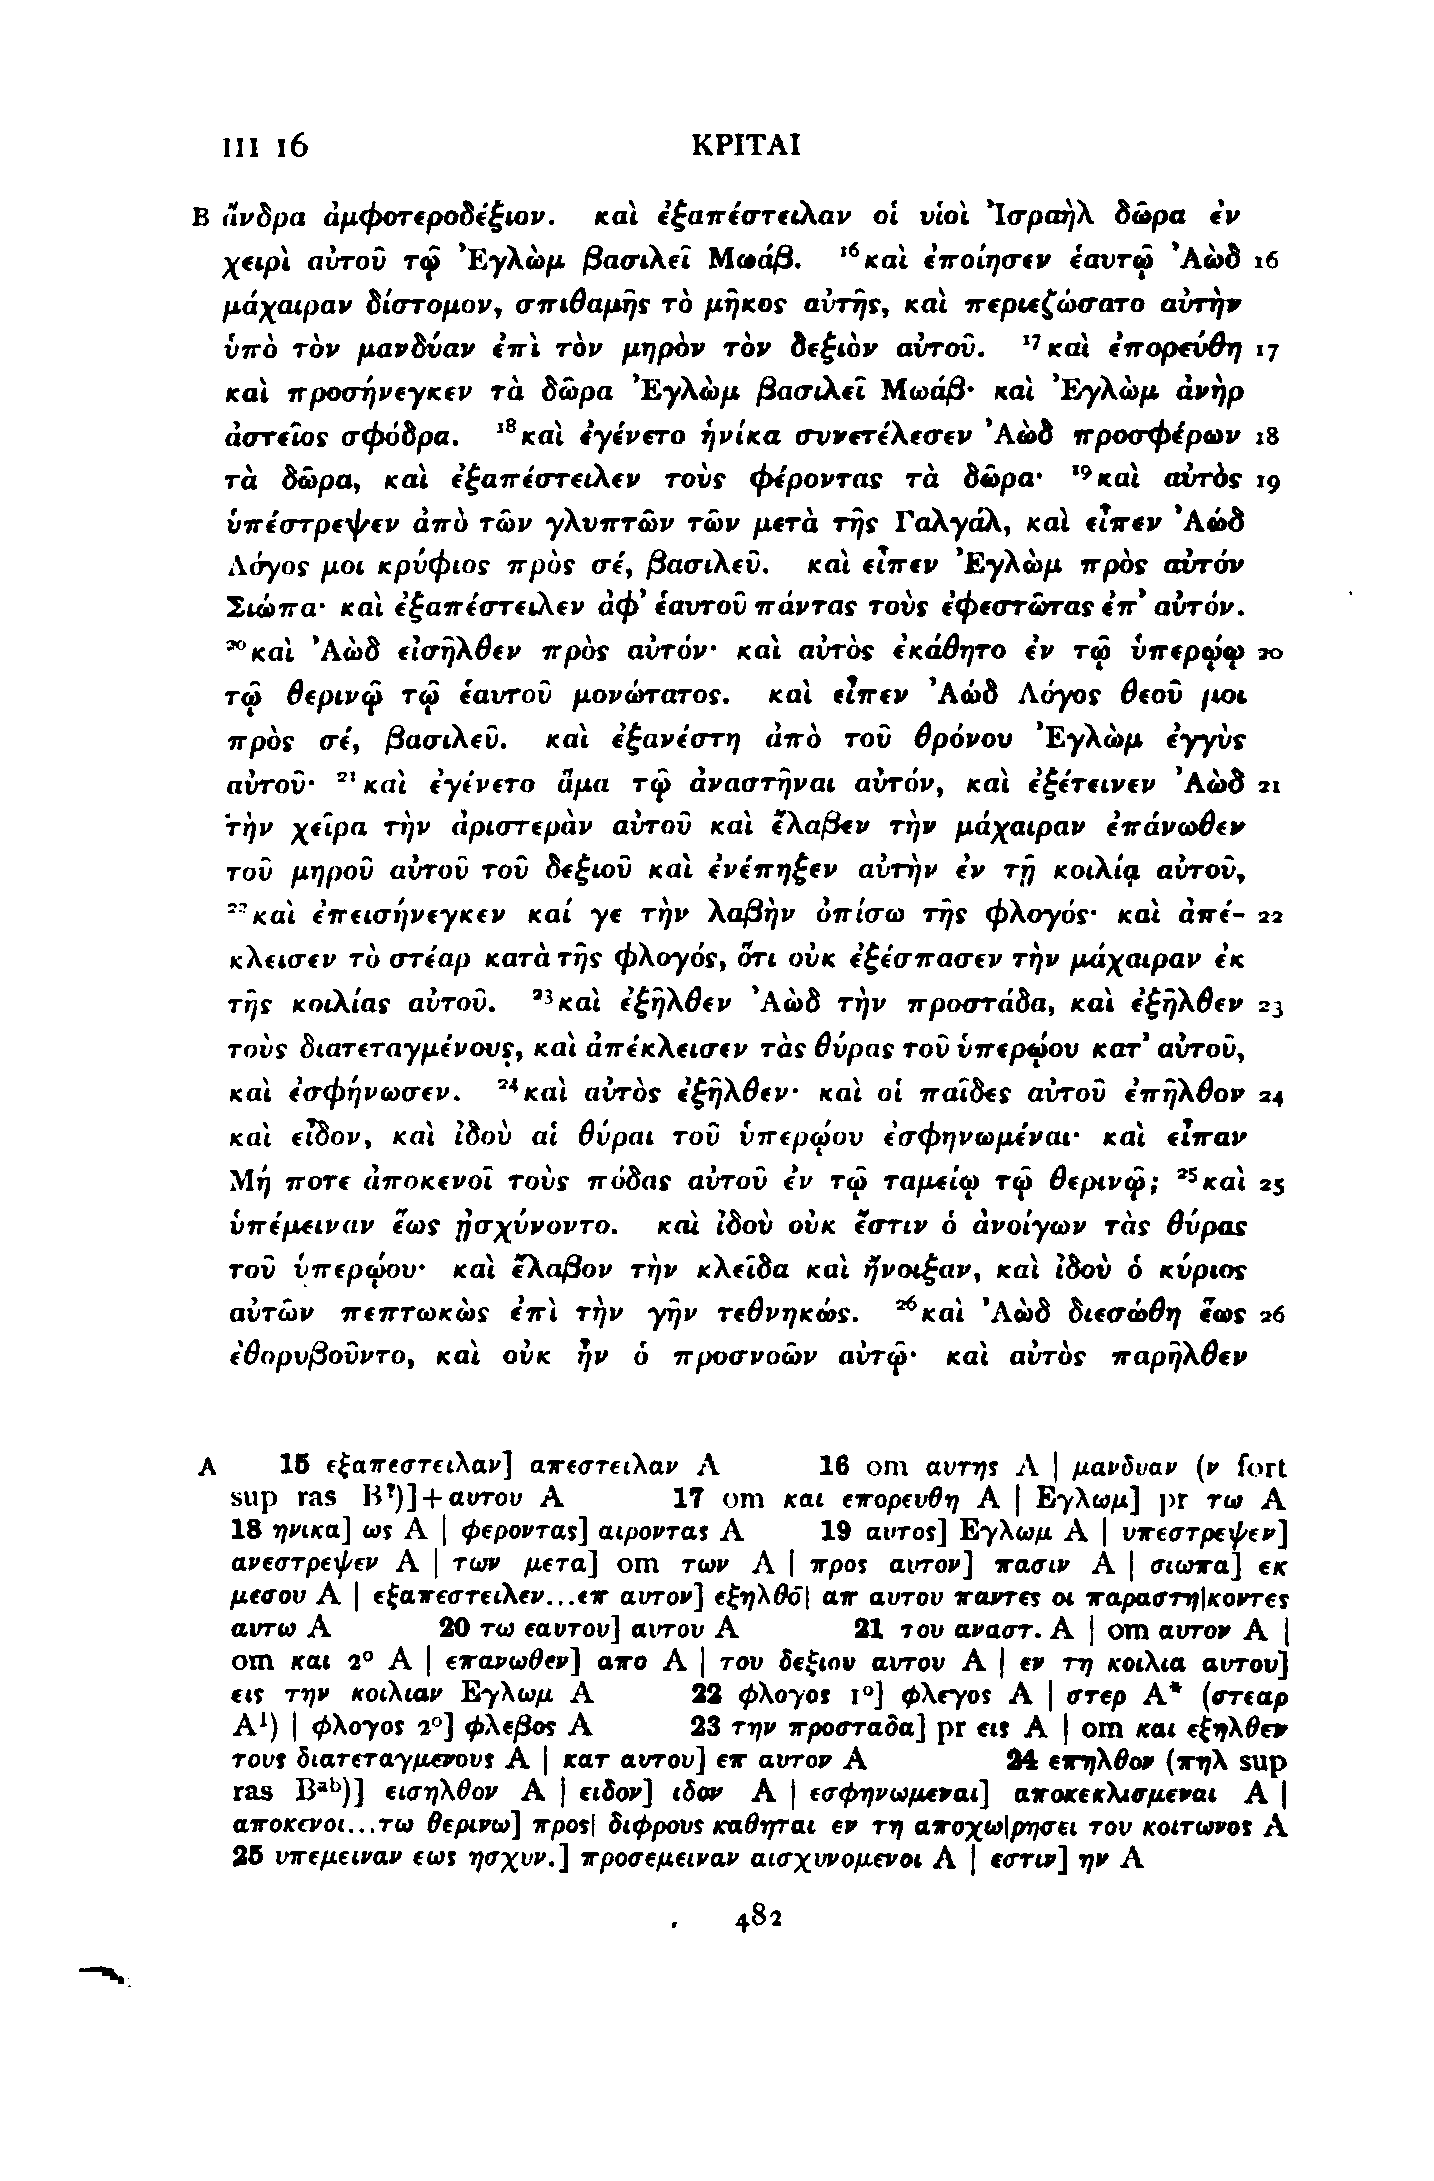 III 16 ΚΡΙΤΑΙ
B ἄνδρα ἀμφοτεροδέξιον. καὶ ἐξαπέστειλαν οἱ υἱοὶ Ἰσραὴλ δῶρα ἐν
χειρὶ αὐτοῦ τῷ Ἐγλὼμ βασιλεῖ Μωάβ. ¹⁶καὶ ἐποίησεν ἑαυτῷ Ἀὼδ 16
μάχαιραν δίστομον, σπιθαμῆς τὸ μῆκος αὐτῆς, καὶ περιεζώσατο αὐτὴν
ὑπὸ τὸν μανδύαν ἐπὶ τὸν μηρὸν τὸν δεξιὸν αὐτοῦ. ¹⁷καὶ ἐπορεύθη 17
καὶ προσήνεγκεν τὰ δῶρα Ἐγλὼμ βασιλεῖ Μωάβ· καὶ Ἐγλὼμ ἀνὴρ
ἀστεῖος σφόδρα. ¹⁸καὶ ἐγένετο ἡνίκα συνετέλεσεν Ἀὼδ προσφέρων 18
τὰ δῶρα, καὶ ἐξαπέστειλεν τοὺς φέροντας τὰ δῶρα· ¹⁹καὶ αὐτὸς 19
ὑπέστρεψεν ἀπὸ τῶν γλυπτῶν τῶν μετὰ τῆς Γαλγάλ, καὶ εἶπεν Ἀώδ
Λόγος μοι κρύφιος πρὸς σέ, βασιλεῦ. καὶ εἶπεν Ἐγλὼμ πρὸς αὐτόν
Σιώπα· καὶ ἐξαπέστειλεν ἀφ’ ἑαυτοῦ πάντας τοὺς ἐφεστῶτας ἐπ’ αὐτόν.
²⁰καὶ Ἀὼδ εἰσῆλθεν πρὸς αὐτόν· καὶ αὐτὸς ἐκάθητο ἐν τῷ ὑπερῴῳ 20
τῷ θερινῷ τῷ ἑαυτοῦ μονώτατος. καὶ εἶπεν Ἀώδ Λόγος θεοῦ μοι
πρὸς σέ, βασιλεῦ. καὶ ἐξανέστη ἀπὸ τοῦ θρόνου Ἐγλὼμ ἐγγὺς
αὐτοῦ· ²¹καὶ ἐγένετο ἅμα τῷ ἀναστῆναι αὐτόν, καὶ ἐξέτεινεν Ἀὼδ 21
τὴν χεῖρα τὴν ἀριστερὰν αὐτοῦ καὶ ἔλαβεν τὴν μάχαιραν ἐπάνωθεν
τοῦ μηροῦ αὐτοῦ τοῦ δεξιοῦ καὶ ἐνέπηξεν αὐτὴν ἐν τῇ κοιλίᾳ αὐτοῦ,
²²καὶ ἐπεισήνεγκεν καί γε τὴν λαβὴν ὀπίσω τῆς φλογός· καὶ ἀπέ- 22
κλεισεν τὸ στέαρ κατὰ τῆς φλογός, ὅτι οὐκ ἐξέσπασεν τὴν μάχαιραν ἐκ
τῆς κοιλίας αὐτοῦ. ²³καὶ ἐξῆλθεν Ἀὼδ τὴν προστάδα, καὶ ἐξῆλθεν 23
τοὺς διατεταγμένους, καὶ ἀπέκλεισεν τὰς θύρας τοῦ ὑπερῴου κατ’ αὐτοῦ,
καὶ ἐσφήνωσεν. ²⁴καὶ αὐτὸς ἐξῆλθεν· καὶ οἱ παῖδες αὐτοῦ ἐπῆλθον 24
καὶ εἶδον, καὶ ἰδοὺ αἱ θύραι τοῦ ὑπερῴου ἐσφηνωμέναι· καὶ εἶπαν
Μή ποτε ἀποκενοῖ τοὺς πόδας αὐτοῦ ἐν τῷ ταμείῳ τῷ θερινῷ; ²⁵καὶ 25
ὑπέμειναν ἕως ᾐσχύνοντο. καὶ ἰδοὺ οὐκ ἔστιν ὁ ἀνοίγων τὰς θύρας
τοῦ ὑπερῴου· καὶ ἔλαβον τὴν κλεῖδα καὶ ἤνοιξαν, καὶ ἰδοὺ ὁ κύριος
αὐτῶν πεπτωκὼς ἐπὶ τὴν γῆν τεθνηκώς. ²⁶καὶ Ἀὼδ διεσώθη ἕως 26
ἐθορυβοῦντο, καὶ οὐκ ἦν ὁ προσνοῶν αὐτῷ· καὶ αὐτὸς παρῆλθεν
A 15 εξαπεστειλαν] απεστειλαν A 16 om αυτης A | μανδυαν (ν fort
sup ras B?)]+αυτου A 17 om και επορευθη A | Εγλωμ] pr τω A
18 ηνικα] ως A | φεροντας] αιροντας A 19 αυτος] Εγλωμ A | υπεστρεψεν]
ανεστρεψεν A | των μετα] om των A | προς αυτον] πασιν A | σιωπα] εκ
μεσου A | εξαπεστειλεν...επ αυτον] εξηλθο̄| απ αυτου παντες οι παραστη|κοντες
αυτω A 20 τω εαυτου] αυτου A 21 του αναστ. A | om αυτον A |
om και 2° A | επανωθεν] απο A | του δεξιου αυτου A | εν τη κοιλια αυτου]
εις την κοιλιαν Εγλωμ A 22 φλογος 1°] φλεγος A | στερ A* (στεαρ
A¹) | φλογος 2°] φλεβος A 23 την προσταδα] pr εις A | om και εξηλθεν
τους διατεταγμενους A | κατ αυτου] επ αυτον A 24 επηλθον (πηλ sup
ras Bᵃᵇ)] εισηλθον A | ειδον] ιδον A | εσφηνωμεναι] αποκεκλισμεναι A |
αποκενοι...τω θερινω] προς| διφρους καθηται εν τη αποχω|ρησει του κοιτωνος A
25 υπεμειναν εως ησχυν.] προσεμειναν αισχυνομενοι A | εστιν] ην A
482